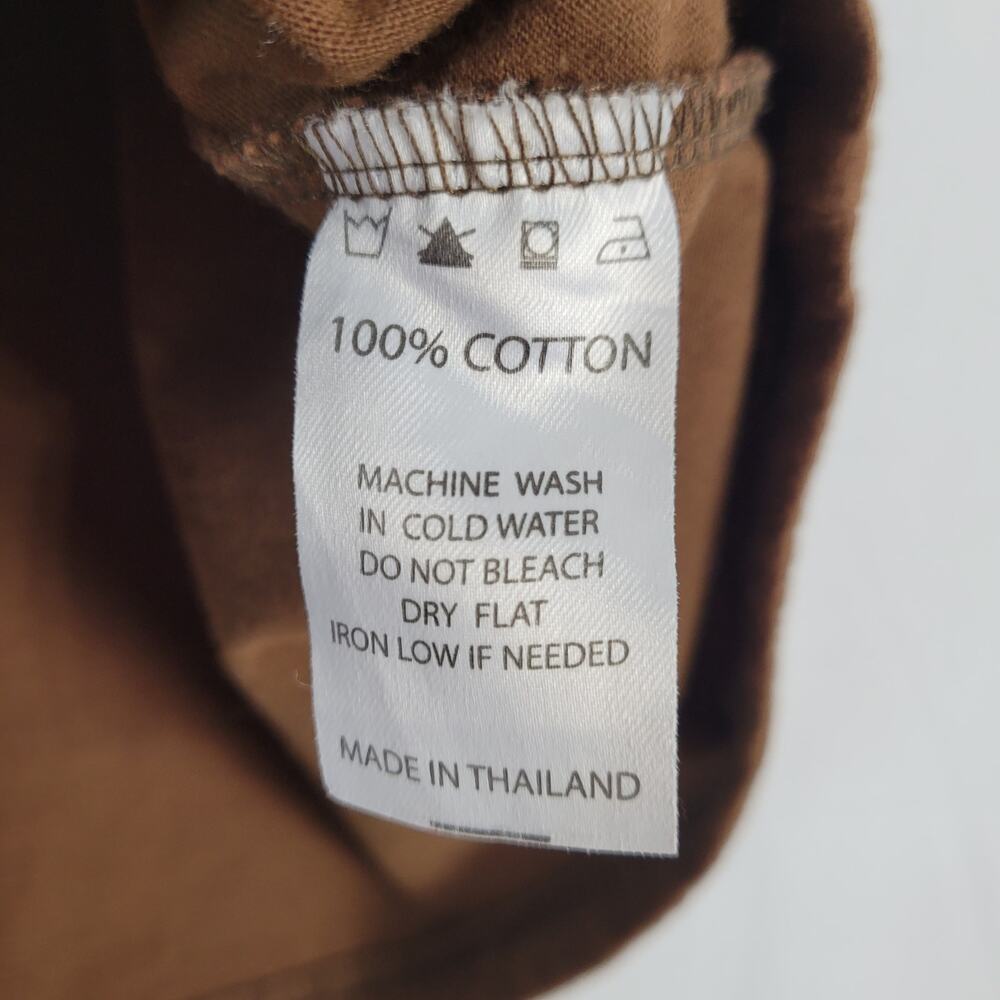 100% COTTON
MACHINE WASH
IN COLD WATER
DO NOT BLEACH
DRY FLAT
IRON LOW IF NEEDED
MADE IN THAILAND